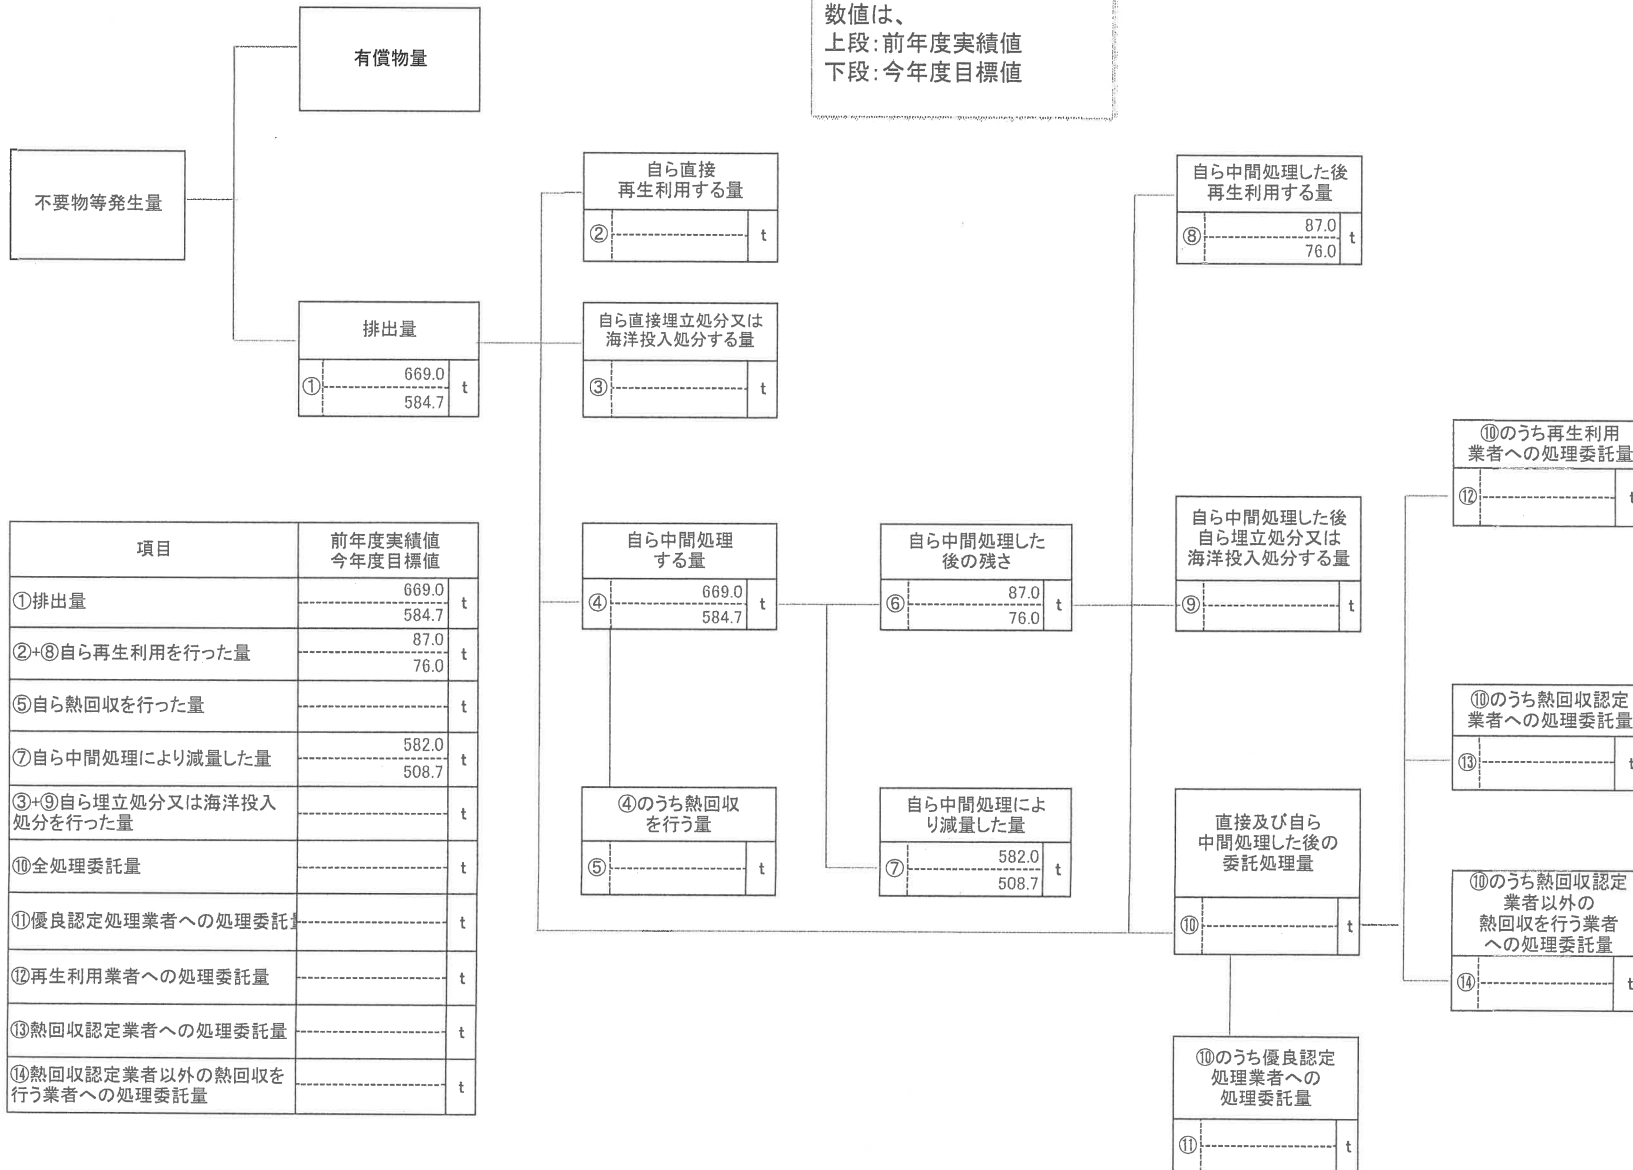 数値は、
上段:前年度実績値
下段:今年度目標値
有償物量
不要物等発生量
排出量
① 669.0 t
584.7
自ら直接
再生利用する量
② t
自ら直接埋立処分又は
海洋投入処分する量
③ t
自ら中間処理
する量
④ 669.0 t
584.7
④のうち熱回収
を行う量
⑤ t
自ら中間処理した
後の残さ
⑥ 87.0 t
76.0
自ら中間処理によ
り減量した量
⑦ 582.0 t
508.7
自ら中間処理した後
再生利用する量
⑧ 87.0 t
76.0
自ら中間処理した後
自ら埋立処分又は
海洋投入処分する量
⑨ t
直接及び自ら
中間処理した後の
委託処理量
⑩ t
⑩のうち優良認定
処理業者への
処理委託量
⑪ t
⑩のうち再生利用
業者への処理委託量
⑫ t
⑩のうち熱回収認定
業者への処理委託量
⑬ t
⑩のうち熱回収認定
業者以外の
熱回収を行う業者
への処理委託量
⑭ t
項目 前年度実績値
今年度目標値
①排出量 669.0 t
584.7
②+⑧自ら再生利用を行った量 87.0 t
76.0
⑤自ら熱回収を行った量 t
⑦自ら中間処理により減量した量 582.0 t
508.7
③+⑨自ら埋立処分又は海洋投入
処分を行った量 t
⑩全処理委託量 t
⑪優良認定処理業者への処理委託 t
⑫再生利用業者への処理委託量 t
⑬熱回収認定業者への処理委託量 t
⑭熱回収認定業者以外の熱回収を
行う業者への処理委託量 t